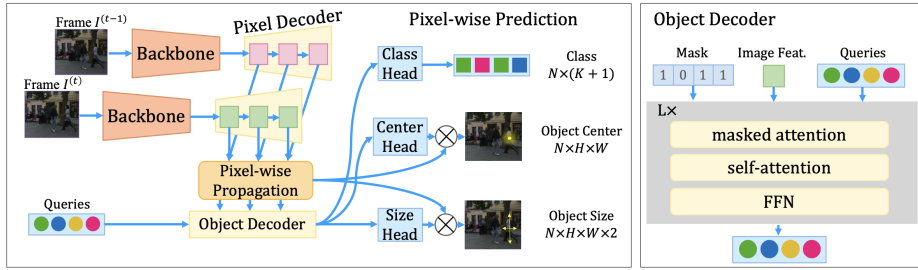 Frame I^(t-1)
Backbone
Pixel Decoder
Pixel-wise Prediction
Class
Head
Class
N×(K + 1)
Frame I^(t)
Backbone
Center
Head
Object Center
N×H×W
Pixel-wise
Propagation
Queries
Object Decoder
Size
Head
Object Size
N×H×W×2
Object Decoder
Mask
Image Feat.
Queries
1 0 1 1
L×
masked attention
self-attention
FFN